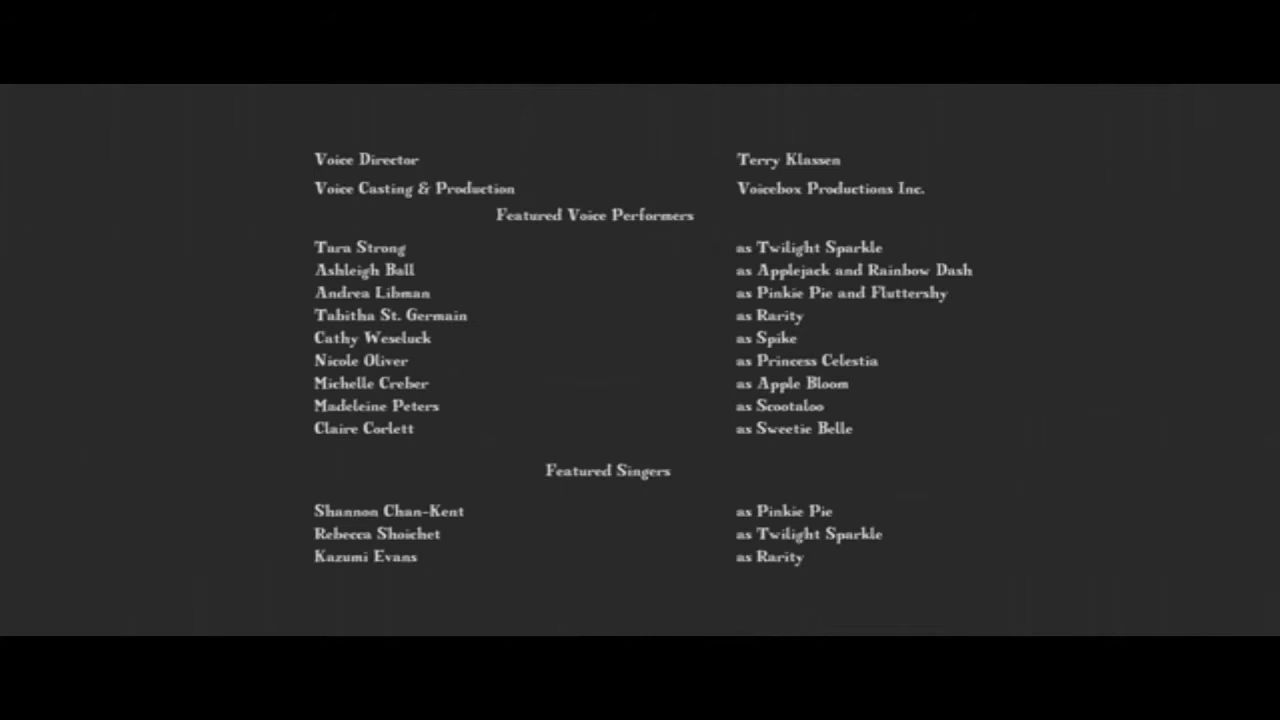 Voice Director Terry Klassen
Voice Casting & Production Voicebox Productions Inc.
Featured Voice Performers
Tara Strong as Twilight Sparkle
Ashleigh Ball as Applejack and Rainbow Dash
Andrea Libman as Pinkie Pie and Fluttershy
Tabitha St. Germain as Rarity
Cathy Weseluck as Spike
Nicole Oliver as Princess Celestia
Michelle Creber as Apple Bloom
Madeleine Peters as Scootaloo
Claire Corlett as Sweetie Belle
Featured Singers
Shannon Chan-Kent as Pinkie Pie
Rebecca Shoichet as Twilight Sparkle
Kazumi Evans as Rarity